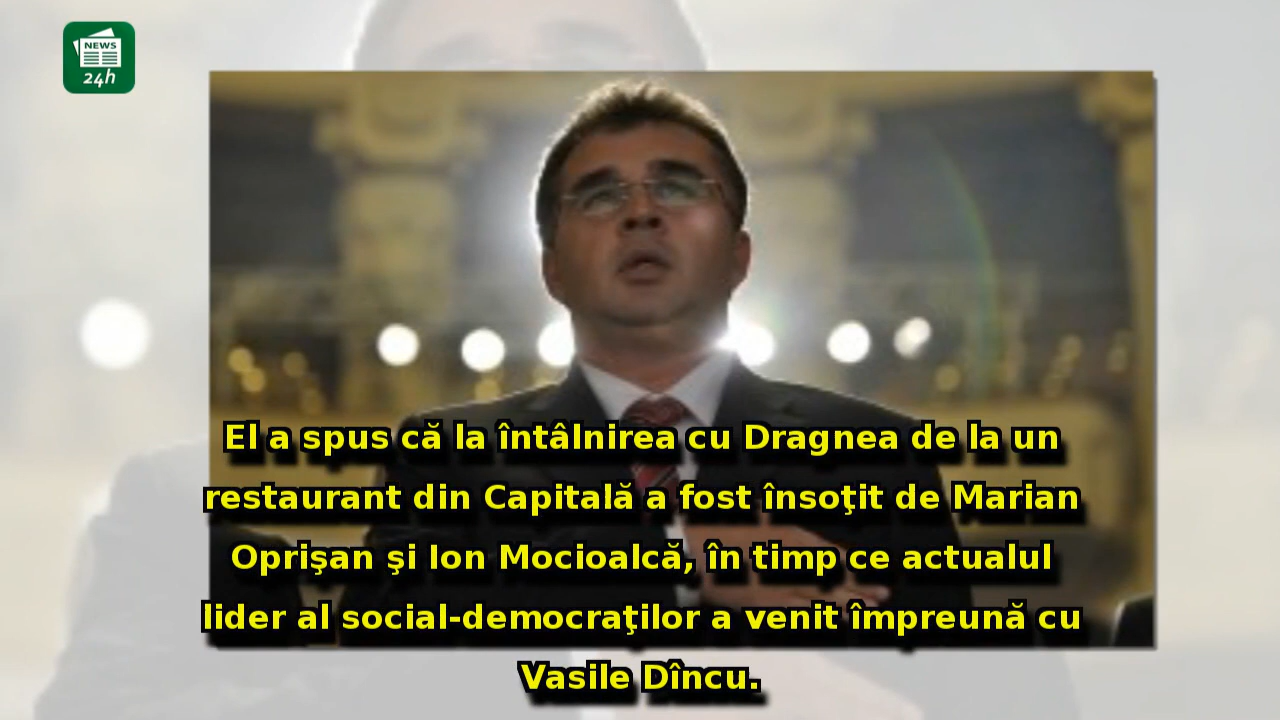 NEWS
24h
El a spus că la întâlnirea cu Dragnea de la un
restaurant din Capitală a fost însoţit de Marian
Oprişan şi Ion Mocioalcă, în timp ce actualul
lider al social-democraţilor a venit împreună cu
Vasile Dîncu.